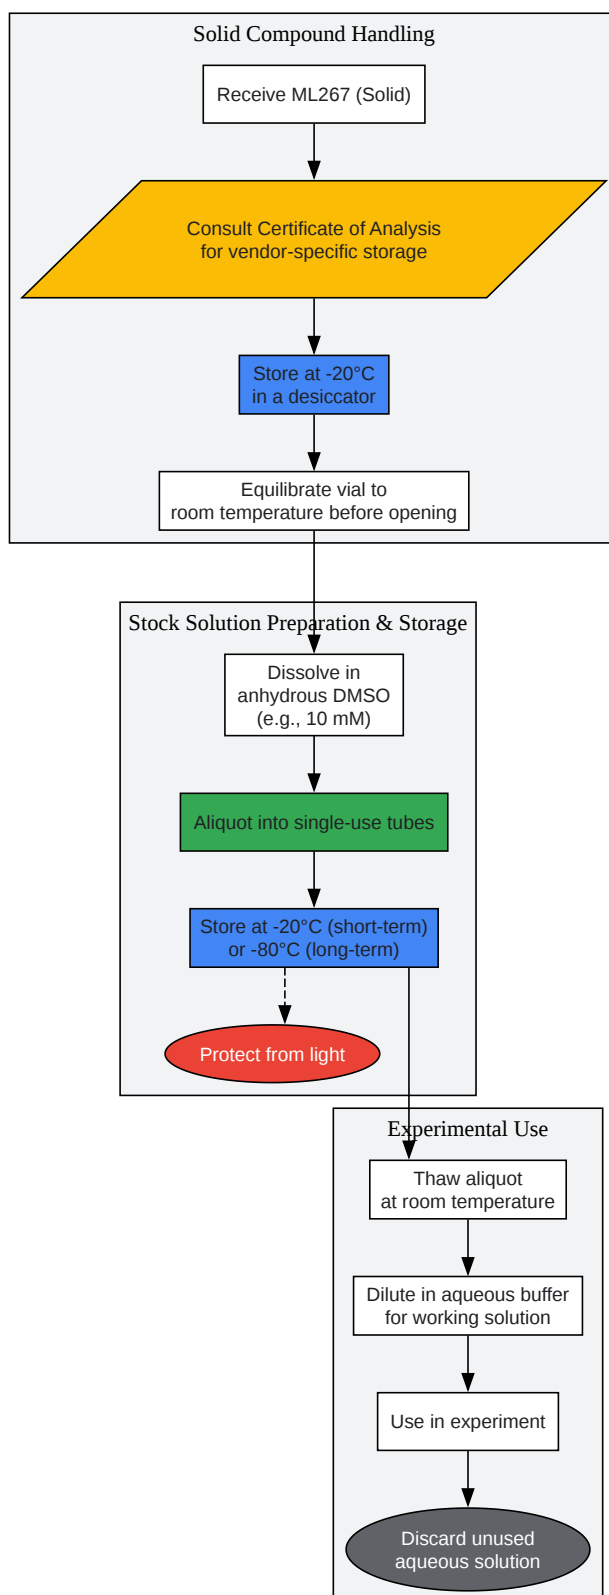 Solid Compound Handling
Receive ML267 (Solid)
Consult Certificate of Analysis
for vendor-specific storage
Store at -20°C
in a desiccator
Equilibrate vial to
room temperature before opening
Stock Solution Preparation & Storage
Dissolve in
anhydrous DMSO
(e.g., 10 mM)
Aliquot into single-use tubes
Store at -20°C (short-term)
or -80°C (long-term)
Protect from light
Experimental Use
Thaw aliquot
at room temperature
Dilute in aqueous buffer
for working solution
Use in experiment
Discard unused
aqueous solution